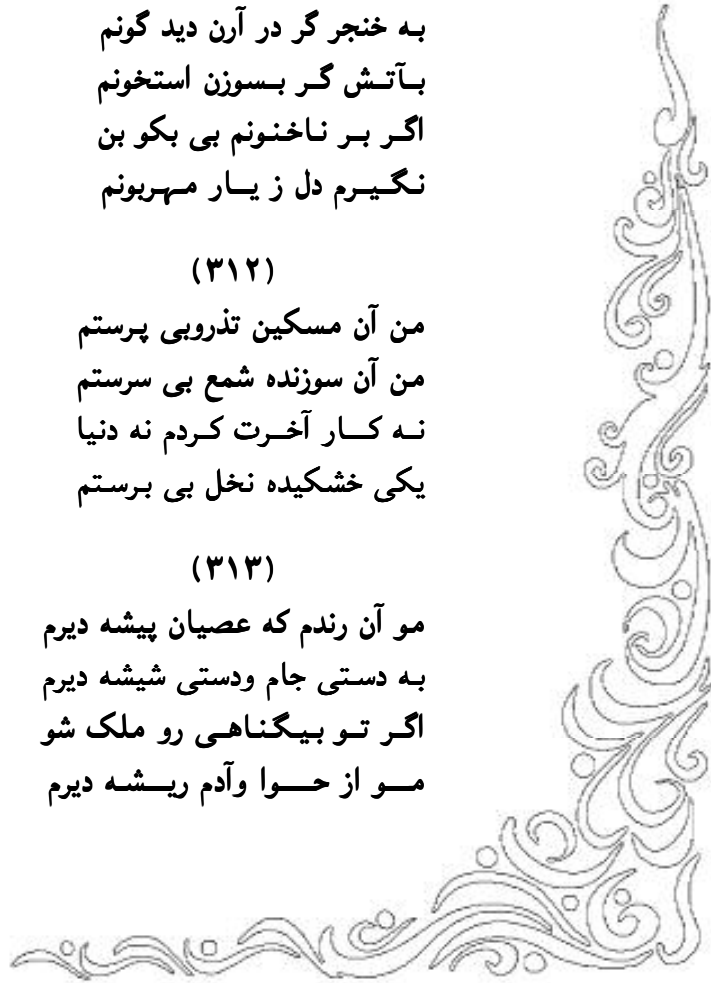 به خنجر گر در آرن دید گونم
بآتش گر بسوزن استخونم
اگر بر ناخنونم بی بکو بن
نگیرم دل ز یار مهربونم
(۳۱۲)
من آن مسکین تذروبی پرستم
من آن سوزنده شمع بی سرستم
نه کار آخرت کردم نه دنیا
یکی خشکیده نخل بی برستم
(۳۱۳)
مو آن رندم که عصیان پیشه دیرم
به دستی جام ودستی شیشه دیرم
اگر تو بیگناهی رو ملک شو
مو از حوا وآدم ریشه دیرم